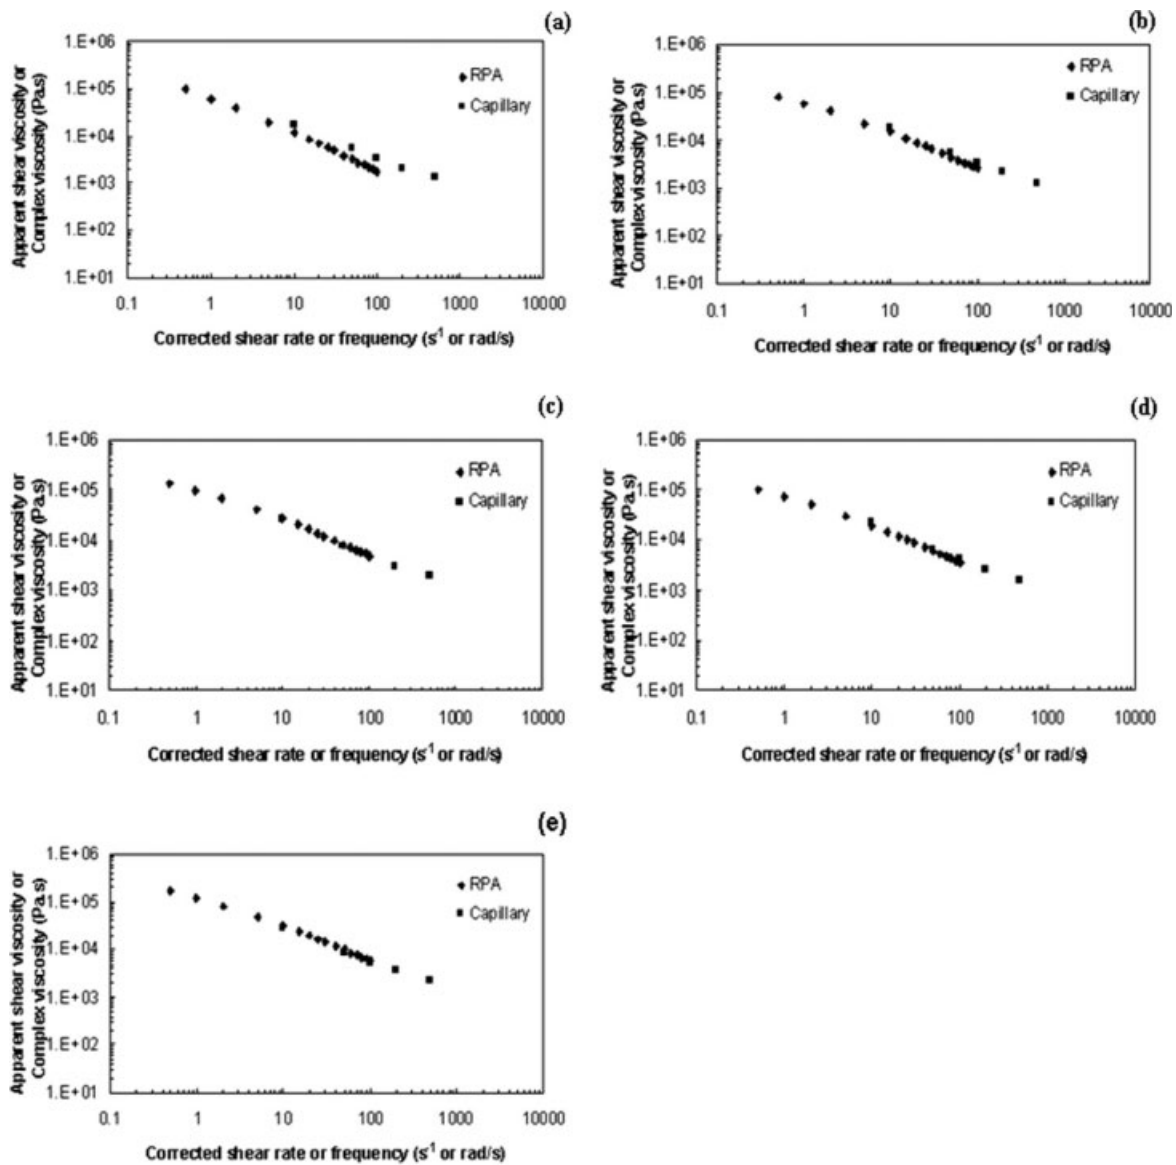 (a)
1.E+06
1.E+05
1.E+04
1.E+03
1.E+02
1.E+01
Apparent shear viscosity or
Complex viscosity (Pa.s)
RPA
Capillary
0.1 1 10 100 1000 10000
Corrected shear rate or frequency (s-1 or rad/s)
(b)
1.E+06
1.E+05
1.E+04
1.E+03
1.E+02
1.E+01
Apparent shear viscosity or
Complex viscosity (Pa.s)
RPA
Capillary
0.1 1 10 100 1000 10000
Corrected shear rate or frequency (s-1 or rad/s)
(c)
1.E+06
1.E+05
1.E+04
1.E+03
1.E+02
1.E+01
Apparent shear viscosity or
Complex viscosity (Pa.s)
RPA
Capillary
0.1 1 10 100 1000 10000
Corrected shear rate or frequency (s-1 or rad/s)
(d)
1.E+06
1.E+05
1.E+04
1.E+03
1.E+02
1.E+01
Apparent shear viscosity or
Complex viscosity (Pa.s)
RPA
Capillary
0.1 1 10 100 1000 10000
Corrected shear rate or frequency (s-1 or rad/s)
(e)
1.E+06
1.E+05
1.E+04
1.E+03
1.E+02
1.E+01
Apparent shear viscosity or
Complex viscosity (Pa.s)
RPA
Capillary
0.1 1 10 100 1000 10000
Corrected shear rate or frequency (s-1 or rad/s)